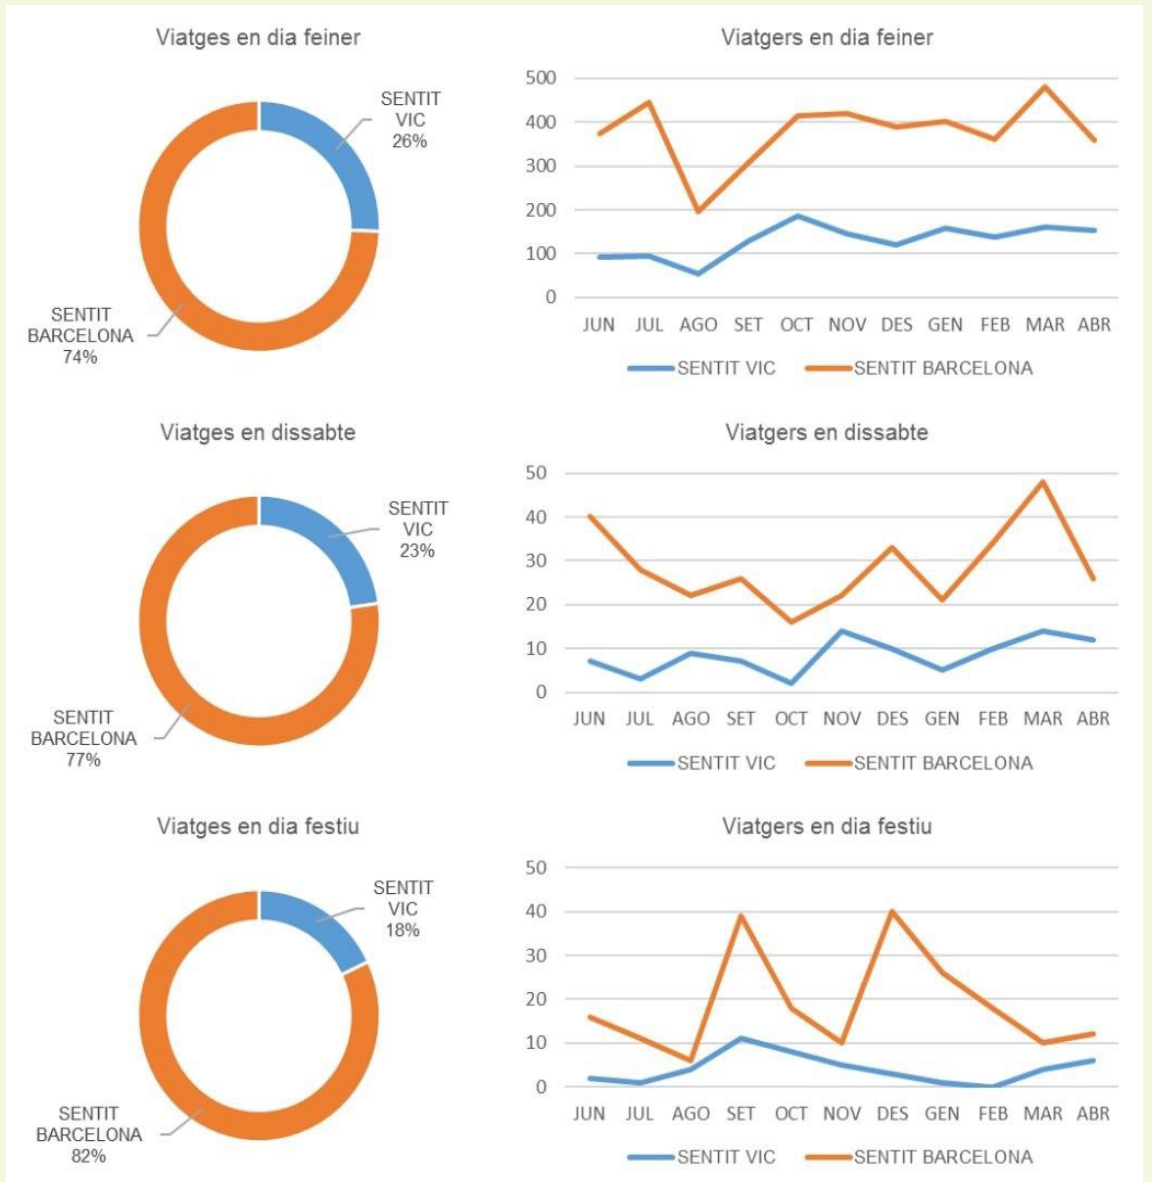 Viatges en dia feiner
SENTIT
VIC
26%
SENTIT
BARCELONA
74%
Viatgers en dia feiner
500
400
300
200
100
0
JUN JUL AGO SET OCT NOV DES GEN FEB MAR ABR
SENTIT VIC SENTIT BARCELONA
Viatges en dissabte
SENTIT
VIC
23%
SENTIT
BARCELONA
77%
Viatgers en dissabte
50
40
30
20
10
0
JUN JUL AGO SET OCT NOV DES GEN FEB MAR ABR
SENTIT VIC SENTIT BARCELONA
Viatges en dia festiu
SENTIT
VIC
18%
SENTIT
BARCELONA
82%
Viatgers en dia festiu
50
40
30
20
10
0
JUN JUL AGO SET OCT NOV DES GEN FEB MAR ABR
SENTIT VIC SENTIT BARCELONA